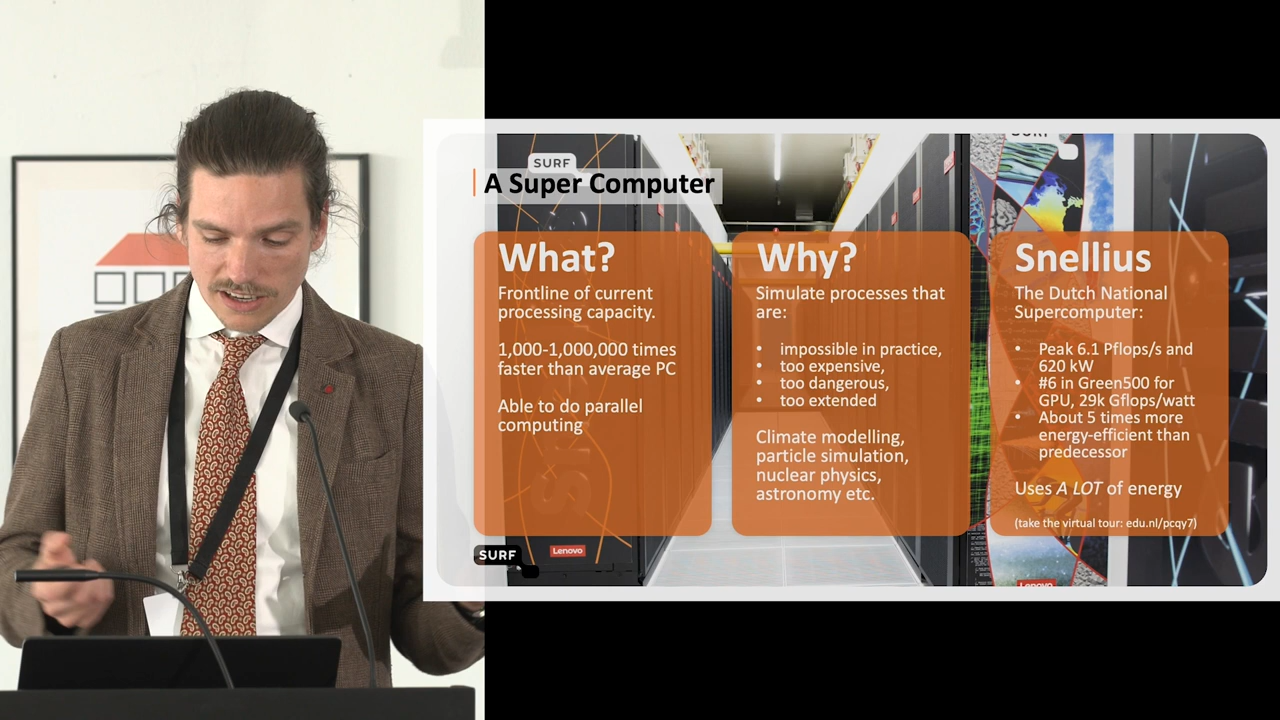 SURF
A Super Computer
What?
Frontline of current
processing capacity.
1,000-1,000,000 times
faster than average PC
Able to do parallel
computing
Why?
Simulate processes that
are:
• impossible in practice,
• too expensive,
• too dangerous,
• too extended
Climate modelling,
particle simulation,
nuclear physics,
astronomy etc.
Snellius
The Dutch National
Supercomputer:
• Peak 6.1 Pflops/s and
620 kW
• #6 in Green500 for
GPU, 29k Gflops/watt
• About 5 times more
energy-efficient than
predecessor
Uses A LOT of energy
(take the virtual tour: edu.nl/pcqy7)
SURF
Lenovo
Lenovo